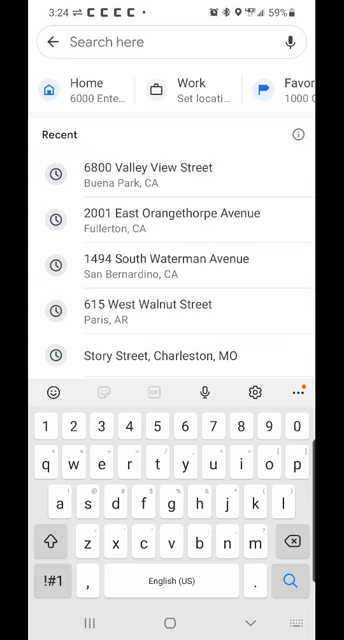 3:24 59%
Search here
Home Work Favor
6000 Ente... Set locati... 1000 C
Recent
6800 Valley View Street
Buena Park, CA
2001 East Orangethorpe Avenue
Fullerton, CA
1494 South Waterman Avenue
San Bernardino, CA
615 West Walnut Street
Paris, AR
Story Street, Charleston, MO
GIF
1 2 3 4 5 6 7 8 9 0
q w e r t y u i o p
a s d f g h j k l
z x c v b n m
!#1 , English (US) .